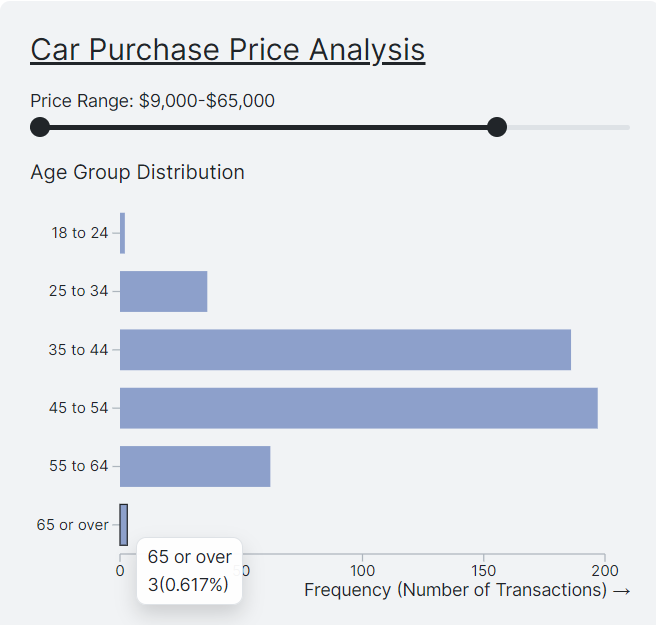 Car Purchase Price Analysis
Price Range: $9,000-$65,000
Age Group Distribution
18 to 24
25 to 34
35 to 44
45 to 54
55 to 64
65 or over
65 or over
3(0.617%)
0 100 150 200
Frequency (Number of Transactions) →